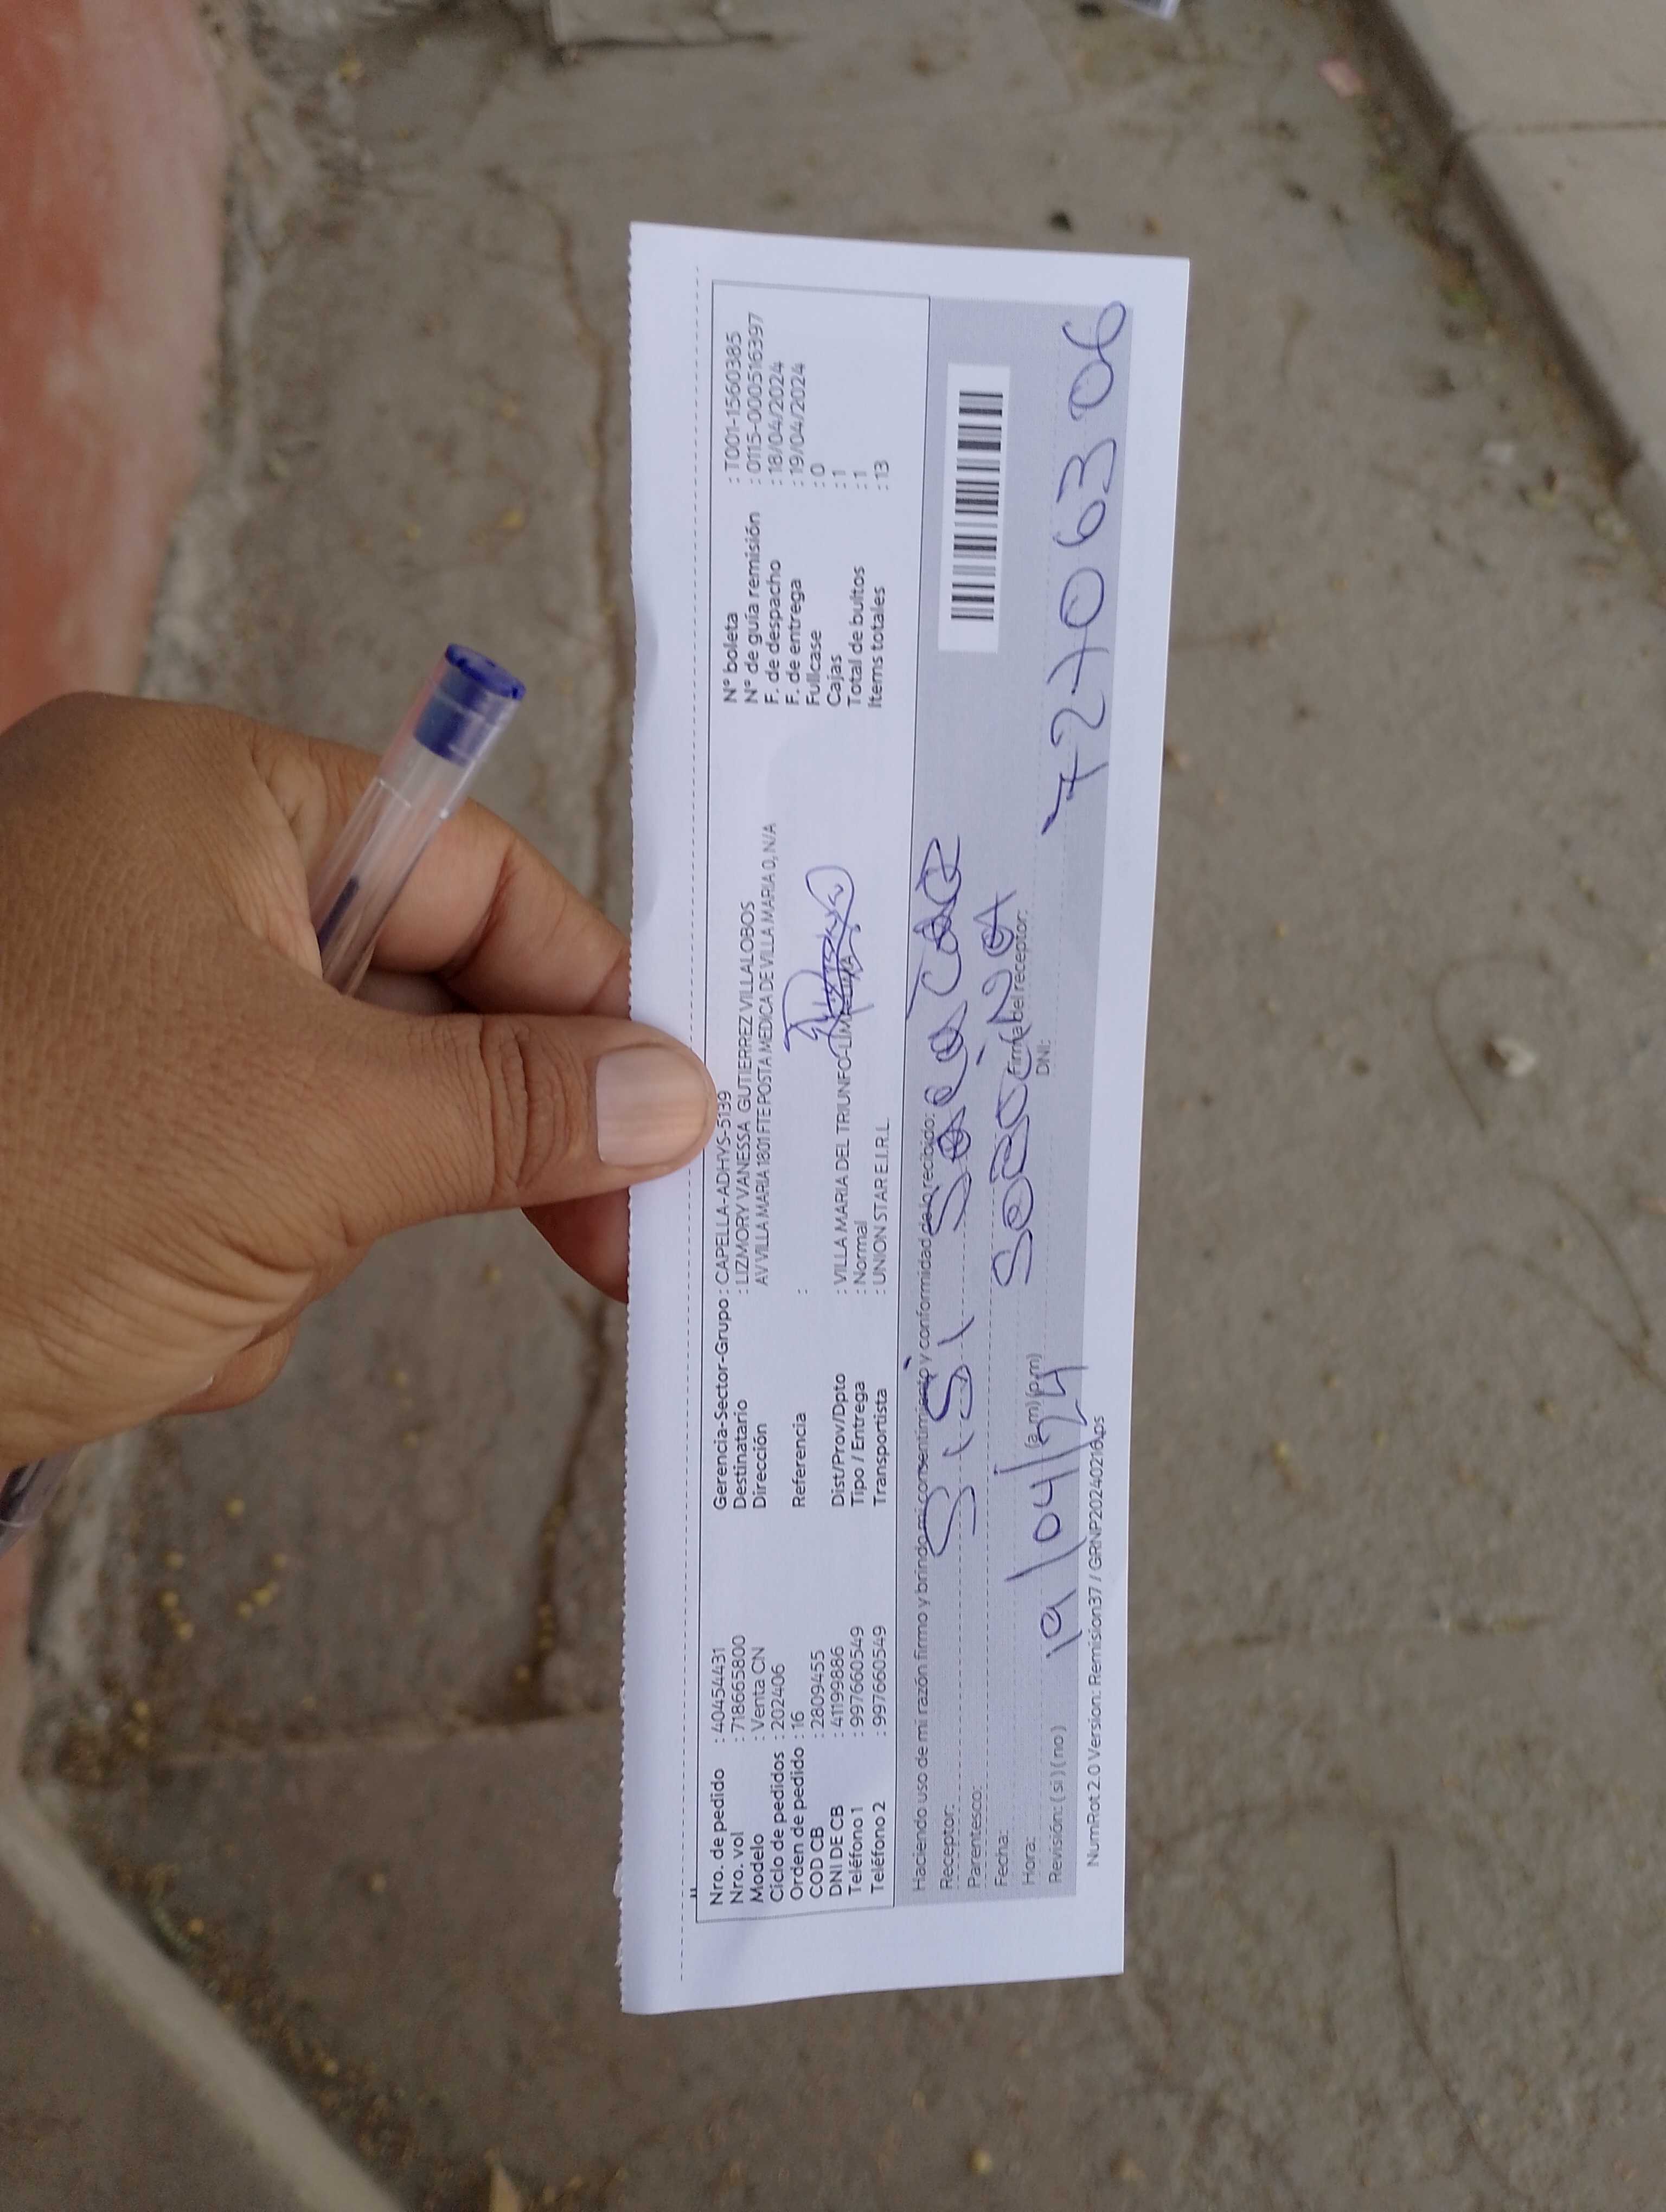 Nro. de pedido : 40454431
Nro. vol : 718665800
Modelo : Venta CN
Ciclo de pedidos : 202406
Orden de pedido : 16
COD CB : 2809455
DNI DE CB : 41199886
Teléfono 1 : 997660549
Teléfono 2 : 997660549
Gerencia-Sector-Grupo : CAPELLA-ADHVS-5139
Destinatario : LIZMORY VANESSA GUTIERREZ VILLALOBOS
Dirección AV VILLA MARIA 1801 FTE POSTA MEDICA DE VILLA MARIA 0, N/A
Referencia :
Dist/Prov/Dpto : VILLA MARIA DEL TRIUNFO-LIMA
Tipo / Entrega : Normal
Transportista : UNION STAR E.I.R.L.
N° boleta : T001-1560385
N° de guía remisión : 0115-000516397
F. de despacho : 18/04/2024
F. de entrega : 19/04/2024
Fullcase : 0
Cajas : 1
Total de bultos : 1
Items totales : 13
Haciendo uso de mi razón firmo y brindo mi consentimiento y conformidad de lo recibido:
Receptor: Sisi
Parentesco:
Fecha: 19/04/24
Hora: (a.m) (p.m)
Revisión: ( si ) ( no )
Firma del receptor:
DNI: 72706306
NumRot 2.0 Version: Remision37 / GRNP20240216.ps